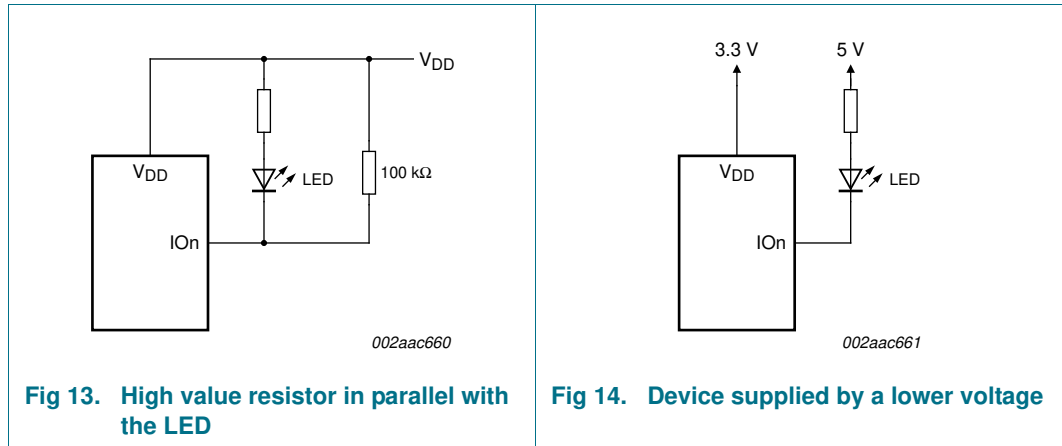 VDD
VDD
LED
100 kΩ
IOn
002aac660
Fig 13. High value resistor in parallel with
the LED
3.3 V
5 V
VDD
LED
IOn
002aac661
Fig 14. Device supplied by a lower voltage